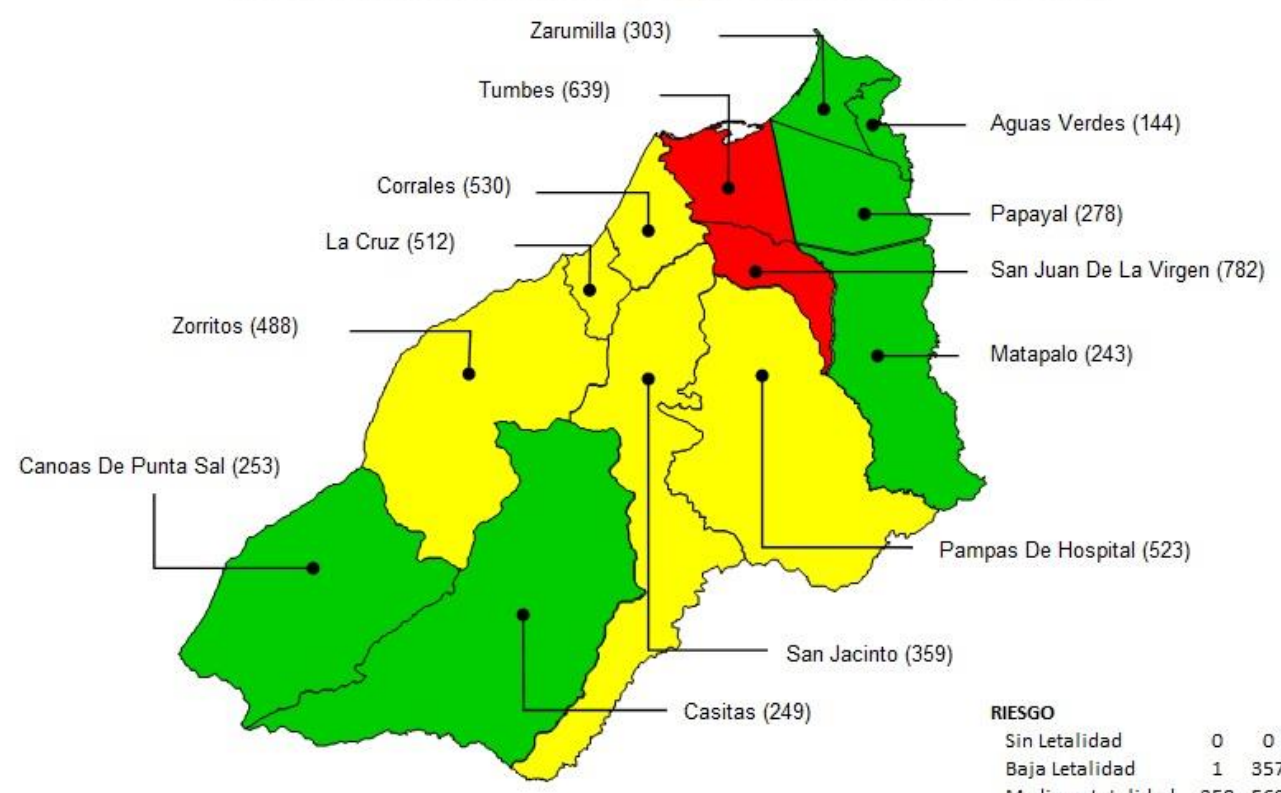 Zarumilla (303)
Tumbes (639)
Aguas Verdes (144)
Corrales (530)
Papayal (278)
La Cruz (512)
San Juan De La Virgen (782)
Zorritos (488)
Matapalo (243)
Canoas De Punta Sal (253)
Pampas De Hospital (523)
San Jacinto (359)
Casitas (249)
RIESGO
Sin Letalidad 0 0
Baja Letalidad 1 357